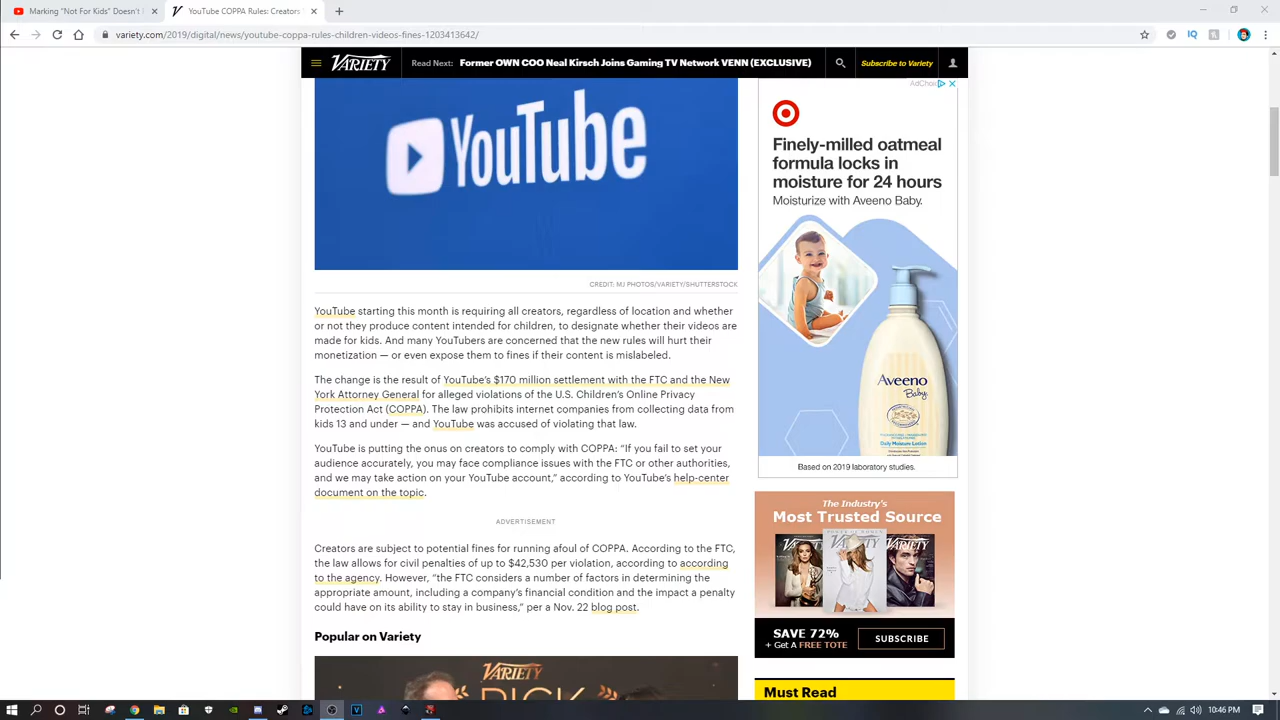 Marking "Not For Kids" Doesn't
YouTube COPPA Rules: Creators
variety.com/2019/digital/news/youtube-coppa-rules-children-videos-fines-1203413642/
VARIETY
Read Next: Former OWN COO Neal Kirsch Joins Gaming TV Network VENN (EXCLUSIVE)
Subscribe to Variety
YouTube
CREDIT: MJ PHOTOS/VARIETY/SHUTTERSTOCK
YouTube starting this month is requiring all creators, regardless of location and whether
or not they produce content intended for children, to designate whether their videos are
made for kids. And many YouTubers are concerned that the new rules will hurt their
monetization — or even expose them to fines if their content is mislabeled.
The change is the result of YouTube's $170 million settlement with the FTC and the New
York Attorney General for alleged violations of the U.S. Children's Online Privacy
Protection Act (COPPA). The law prohibits internet companies from collecting data from
kids 13 and under — and YouTube was accused of violating that law.
YouTube is putting the onus on creators to comply with COPPA: "If you fail to set your
audience accurately, you may face compliance issues with the FTC or other authorities,
and we may take action on your YouTube account," according to YouTube's help-center
document on the topic.
ADVERTISEMENT
Creators are subject to potential fines for running afoul of COPPA. According to the FTC,
the law allows for civil penalties of up to $42,530 per violation, according to according
to the agency. However, "the FTC considers a number of factors in determining the
appropriate amount, including a company's financial condition and the impact a penalty
could have on its ability to stay in business," per a Nov. 22 blog post.
Popular on Variety
VARIETY
AdChoi
Finely-milled oatmeal
formula locks in
moisture for 24 hours
Moisturize with Aveeno Baby.
Aveeno
Baby
Daily Moisture Lotion
Based on 2019 laboratory studies.
The Industry's
Most Trusted Source
VARIETY
VARIETY
SAVE 72%
+ Get A FREE TOTE
SUBSCRIBE
Must Read
10:46 PM